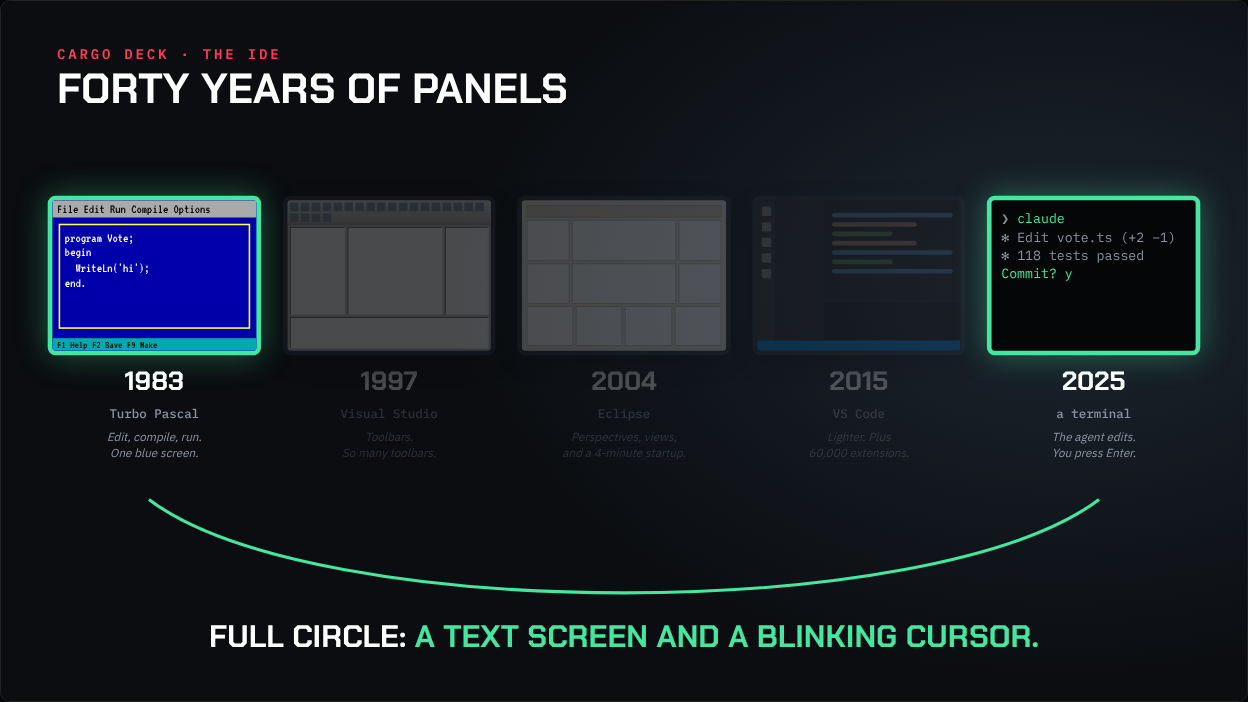 CARGO DECK · THE IDE
FORTY YEARS OF PANELS
File Edit Run Compile Options
program Vote;
begin
WriteLn('hi');
end.
F1 Help F2 Save F9 Make
1983
Turbo Pascal
Edit, compile, run.
One blue screen.
1997
Visual Studio
Toolbars.
So many toolbars.
2004
Eclipse
Perspectives, views,
and a 4-minute startup.
2015
VS Code
Lighter. Plus
60,000 extensions.
❯ claude
✻ Edit vote.ts (+2 −1)
✻ 118 tests passed
Commit? y
2025
a terminal
The agent edits.
You press Enter.
FULL CIRCLE: A TEXT SCREEN AND A BLINKING CURSOR.